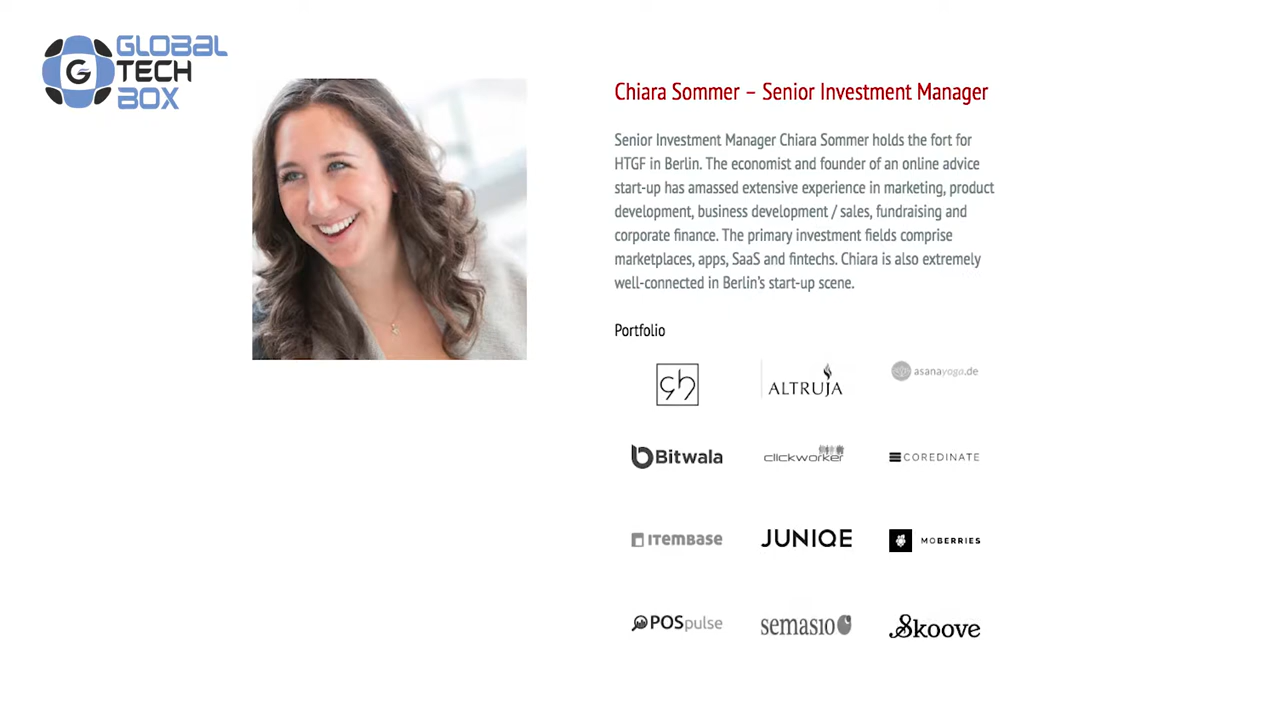 GLOBAL
TECH
BOX
G
Chiara Sommer – Senior Investment Manager
Senior Investment Manager Chiara Sommer holds the fort for
HTGF in Berlin. The economist and founder of an online advice
start-up has amassed extensive experience in marketing, product
development, business development / sales, fundraising and
corporate finance. The primary investment fields comprise
marketplaces, apps, SaaS and fintechs. Chiara is also extremely
well-connected in Berlin's start-up scene.
Portfolio
ALTRUJA
asanayoga.de
Bitwala
clickworker
COREDINATE
ITEMBASE
JUNIQE
MOBERRIES
POSpulse
semasio
Skoove